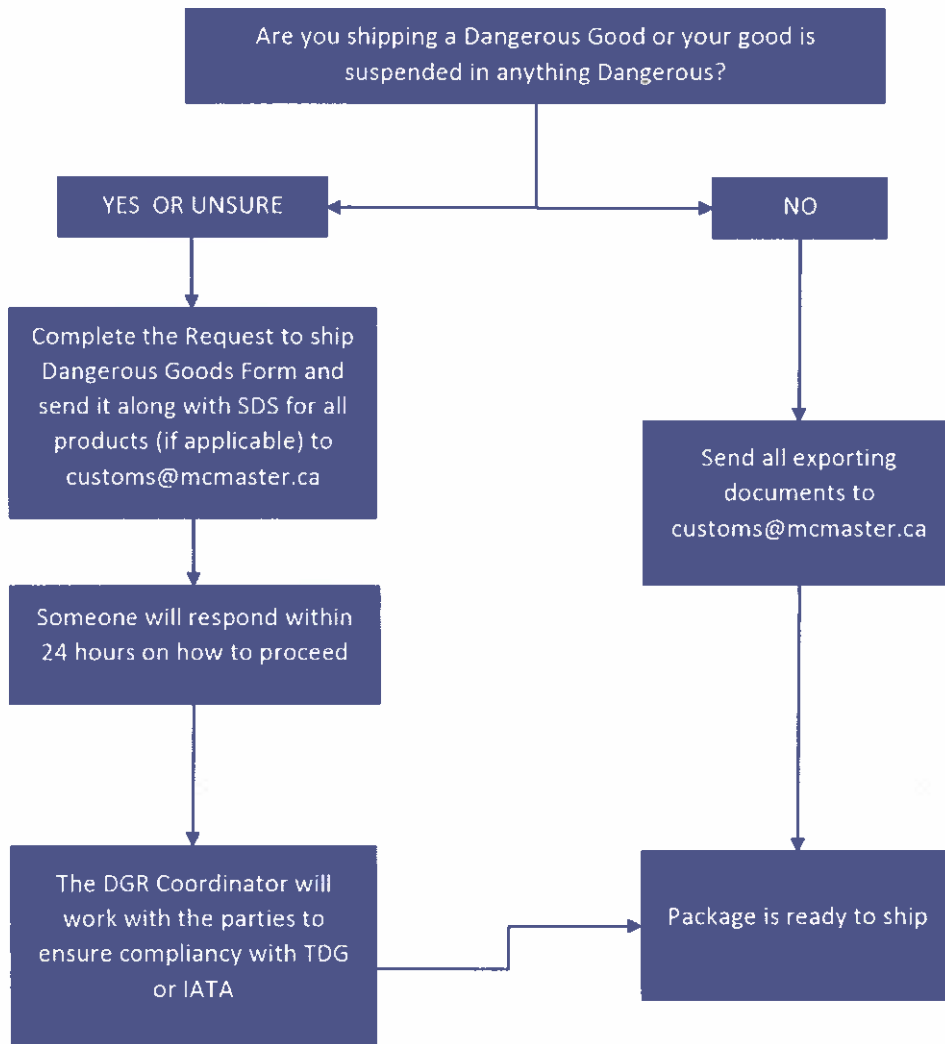 Are you shipping a Dangerous Good or your good is
suspended in anything Dangerous?
YES OR UNSURE
NO
Complete the Request to ship
Dangerous Goods Form and
send it along with SDS for all
products (if applicable) to
customs@mcmaster.ca
Send all exporting
documents to
customs@mcmaster.ca
Someone will respond within
24 hours on how to proceed
The DGR Coordinator will
work with the parties to
ensure compliancy with TDG
or IATA
Package is ready to ship